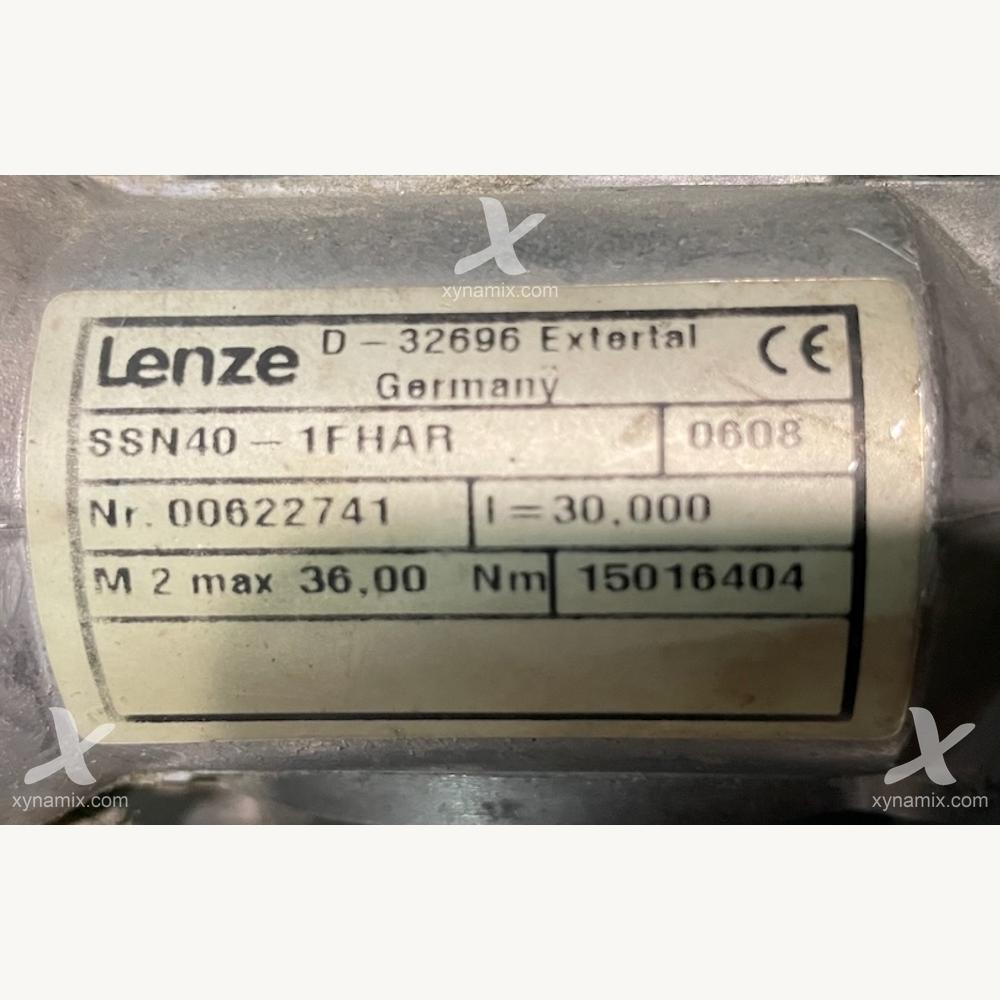 X
xynamix.com
Lenze D – 32696 Extertal CE
Germany
SSN40 – 1FHAR 0608
Nr. 00622741 I = 30,000
M 2 max 36,00 Nm 15016404
X
xynamix.com
X
xynamix.com